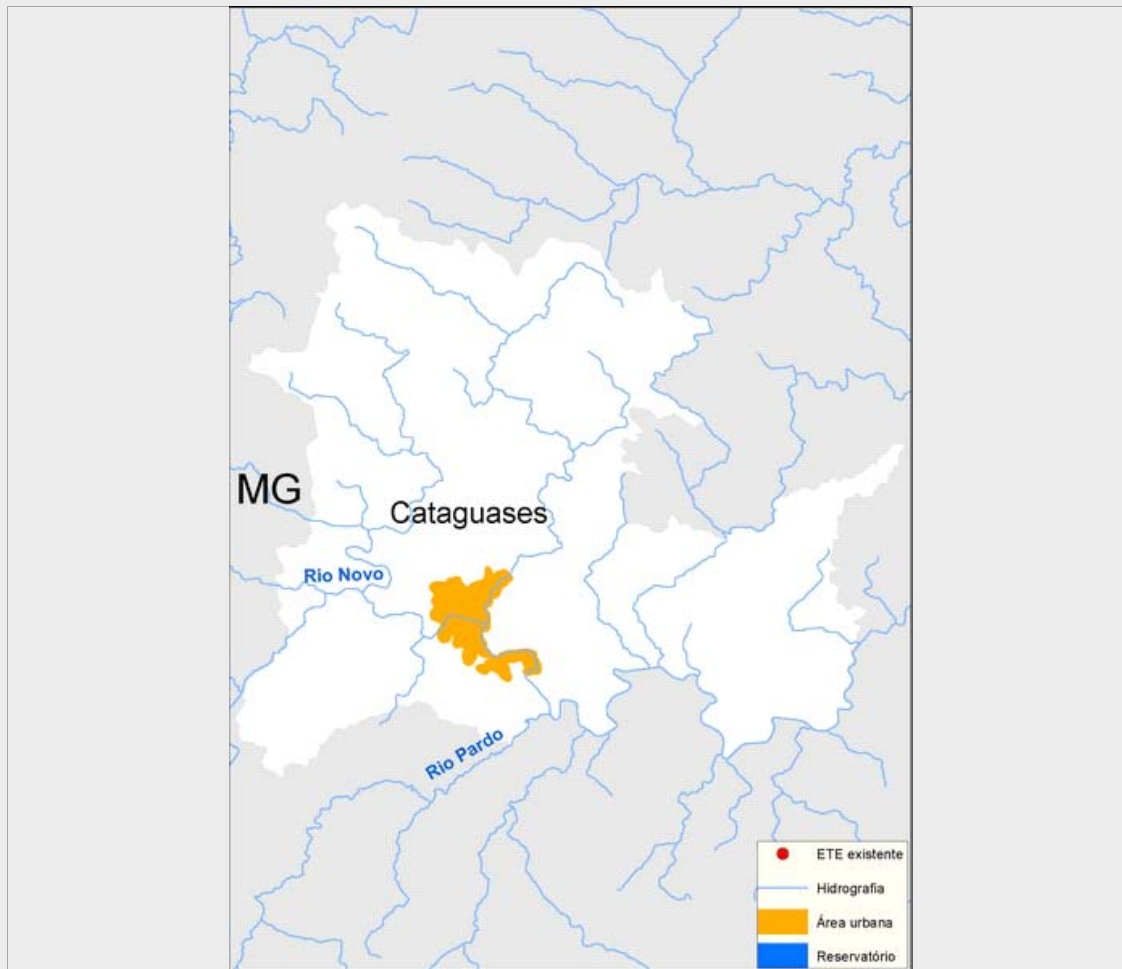 MG
Cataguases
Rio Novo
Rio Pardo
ETE existente
Hidrografia
Área urbana
Reservatório